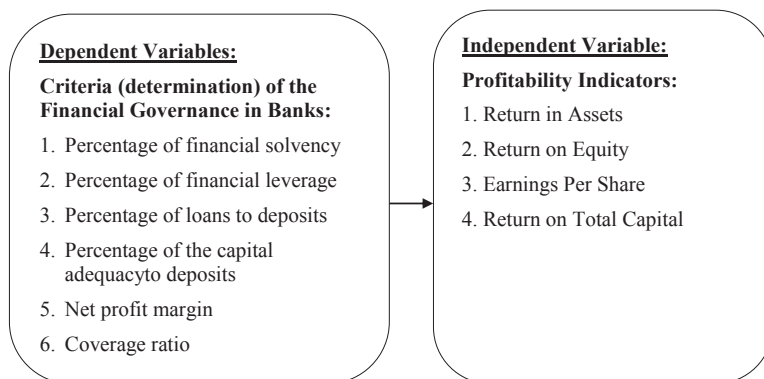 Dependent Variables:
Criteria (determination) of the
Financial Governance in Banks:
1. Percentage of financial solvency
2. Percentage of financial leverage
3. Percentage of loans to deposits
4. Percentage of the capital
adequacyto deposits
5. Net profit margin
6. Coverage ratio
Independent Variable:
Profitability Indicators:
1. Return in Assets
2. Return on Equity
3. Earnings Per Share
4. Return on Total Capital